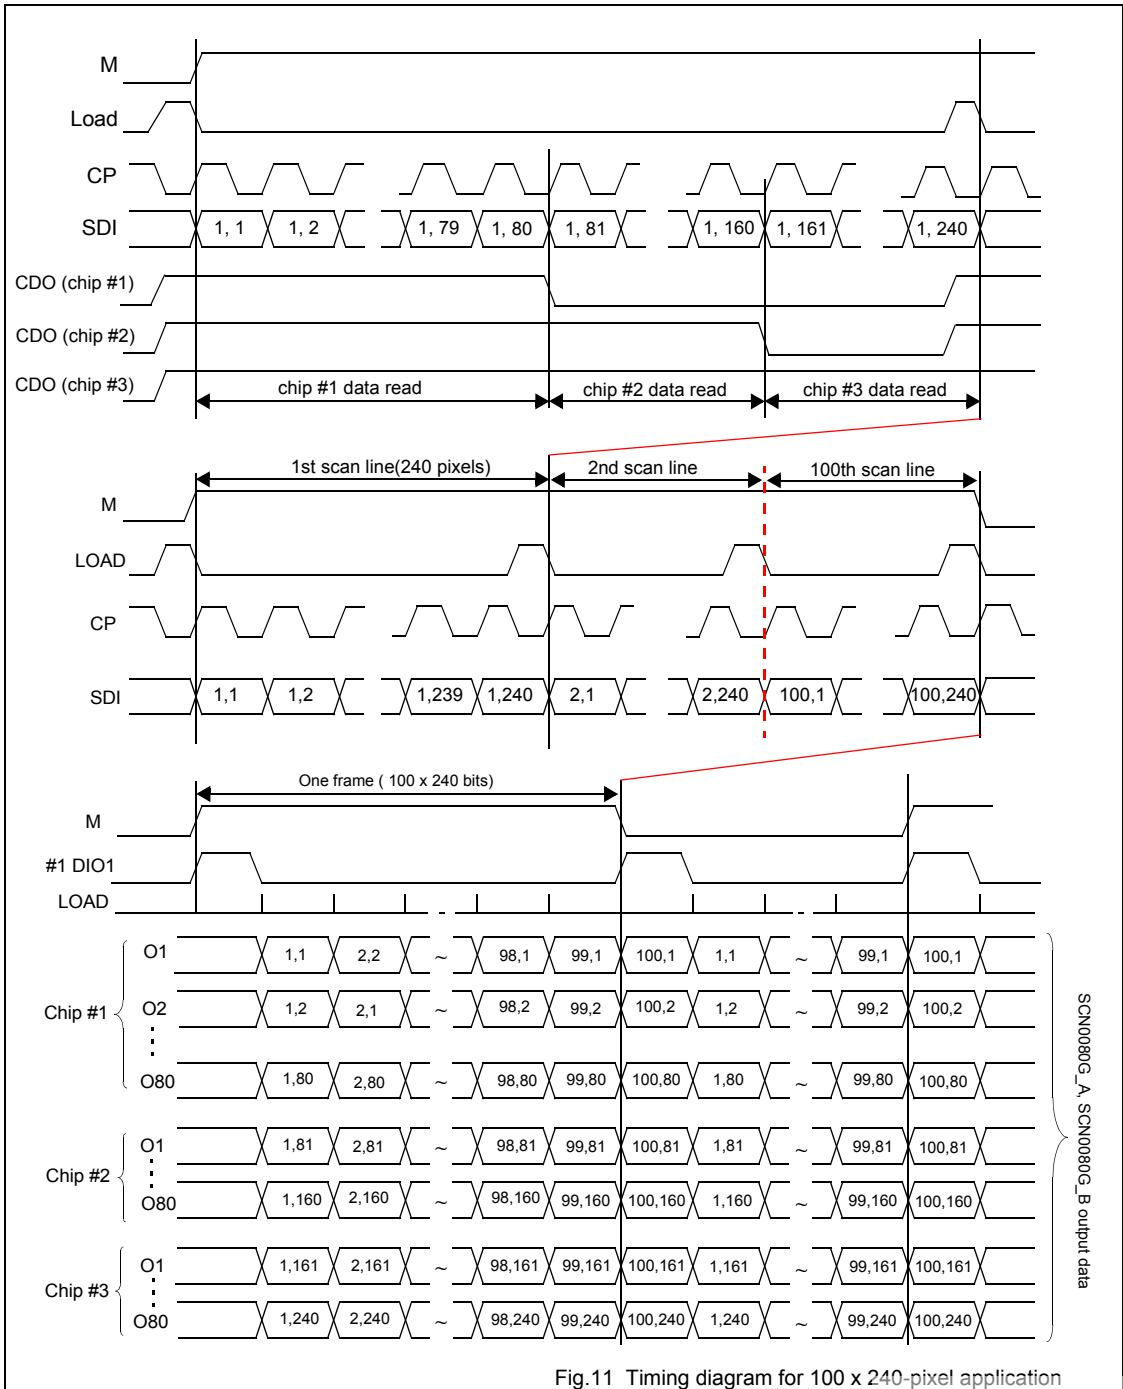 M
Load
CP
SDI 1, 1 1, 2 1, 79 1, 80 1, 81 1, 160 1, 161 1, 240
CDO (chip #1)
CDO (chip #2)
CDO (chip #3)
chip #1 data read chip #2 data read chip #3 data read
1st scan line(240 pixels) 2nd scan line 100th scan line
M
LOAD
CP
SDI 1,1 1,2 1,239 1,240 2,1 2,240 100,1 100,240
One frame ( 100 x 240 bits)
M
#1 DIO1
LOAD
O1 1,1 2,2 ~ 98,1 99,1 100,1 1,1 ~ 99,1 100,1
Chip #1 O2 1,2 2,1 ~ 98,2 99,2 100,2 1,2 ~ 99,2 100,2
O80 1,80 2,80 ~ 98,80 99,80 100,80 1,80 ~ 99,80 100,80
O1 1,81 2,81 ~ 98,81 99,81 100,81 1,81 ~ 99,81 100,81
Chip #2
O80 1,160 2,160 ~ 98,160 99,160 100,160 1,160 ~ 99,160 100,160
O1 1,161 2,161 ~ 98,161 99,161 100,161 1,161 ~ 99,161 100,161
Chip #3
O80 1,240 2,240 ~ 98,240 99,240 100,240 1,240 ~ 99,240 100,240
SCN0080G_A, SCN0080G_B output data
Fig.11 Timing diagram for 100 x 240-pixel application